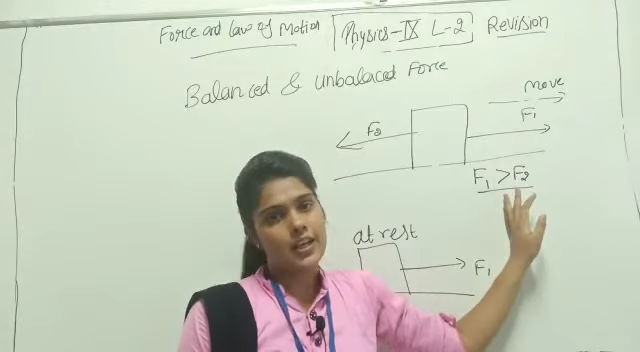 Force and Law of Motion Physics-IX L-2 Revision
Balanced & Unbalaced Force
move
F2 F1
F1 > F2
at rest
F1